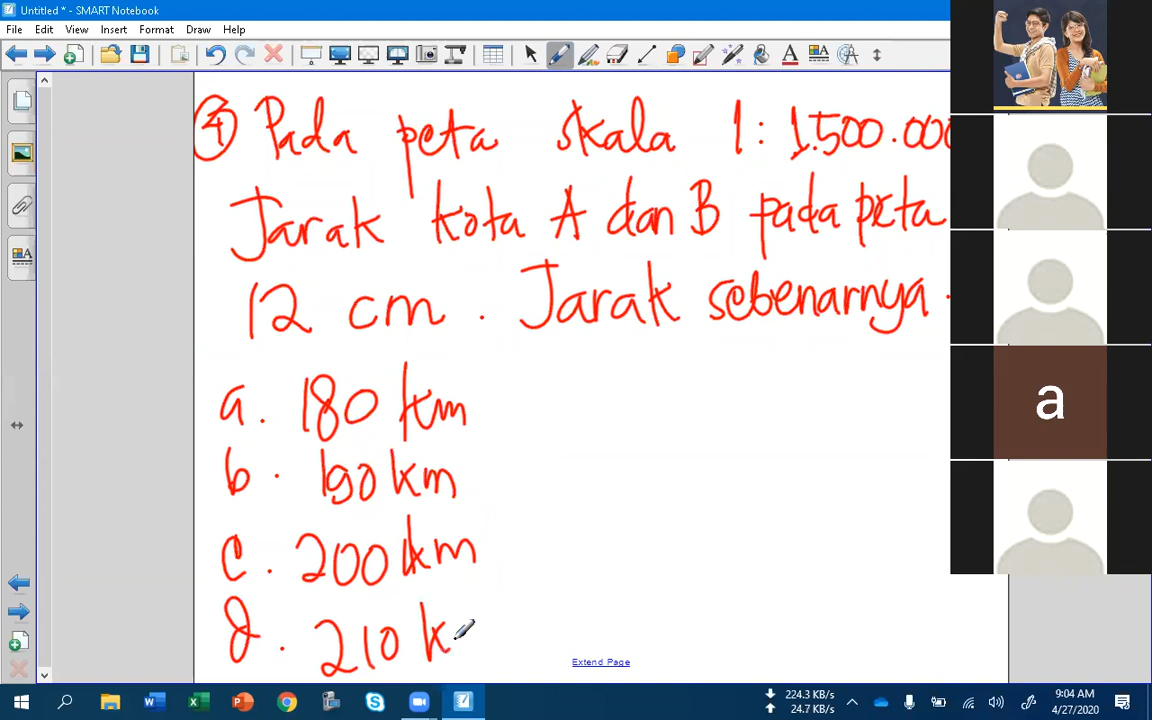 Untitled * - SMART Notebook
File Edit View Insert Format Draw Help
④ Pada peta skala 1 : 1.500.000
Jarak kota A dan B pada peta
12 cm . Jarak sebenarnya .
a . 180 km
b . 190 km
c . 200 km
d . 210 k
Extend Page
a
224.3 KB/s
24.7 KB/s
9:04 AM
4/27/2020